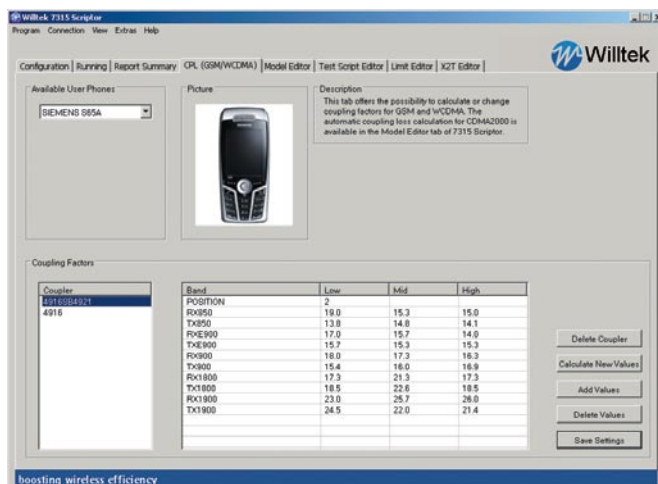 Willtek 7315 Scriptor
Program Connection View Extras Help
Willtek
Configuration Running Report Summary CPL (GSM/WCDMA) Model Editor Test Script Editor Limit Editor X2T Editor
Available User Phones
SIEMENS S65A
Picture
Description
This tab offers the possibility to calculate or change
coupling factors for GSM and WCDMA. The
automatic coupling loss calculation for CDMA2000 is
available in the Model Editor tab of 7315 Scriptor.
Coupling Factors
Coupler
4916SB4921
4916
Band Low Mid High
POSITION 2
RX850 19.0 15.3 15.0
TX850 13.8 14.8 14.1
RXE900 17.0 15.7 14.0
TXE900 15.7 15.3 15.3
RX900 18.0 17.3 16.3
TX900 15.4 16.0 16.9
RX1800 17.3 21.3 17.3
TX1800 18.5 22.6 18.5
RX1900 23.0 25.7 26.0
TX1900 24.5 22.0 21.4
Delete Coupler
Calculate New Values
Add Values
Delete Values
Save Settings
boosting wireless efficiency